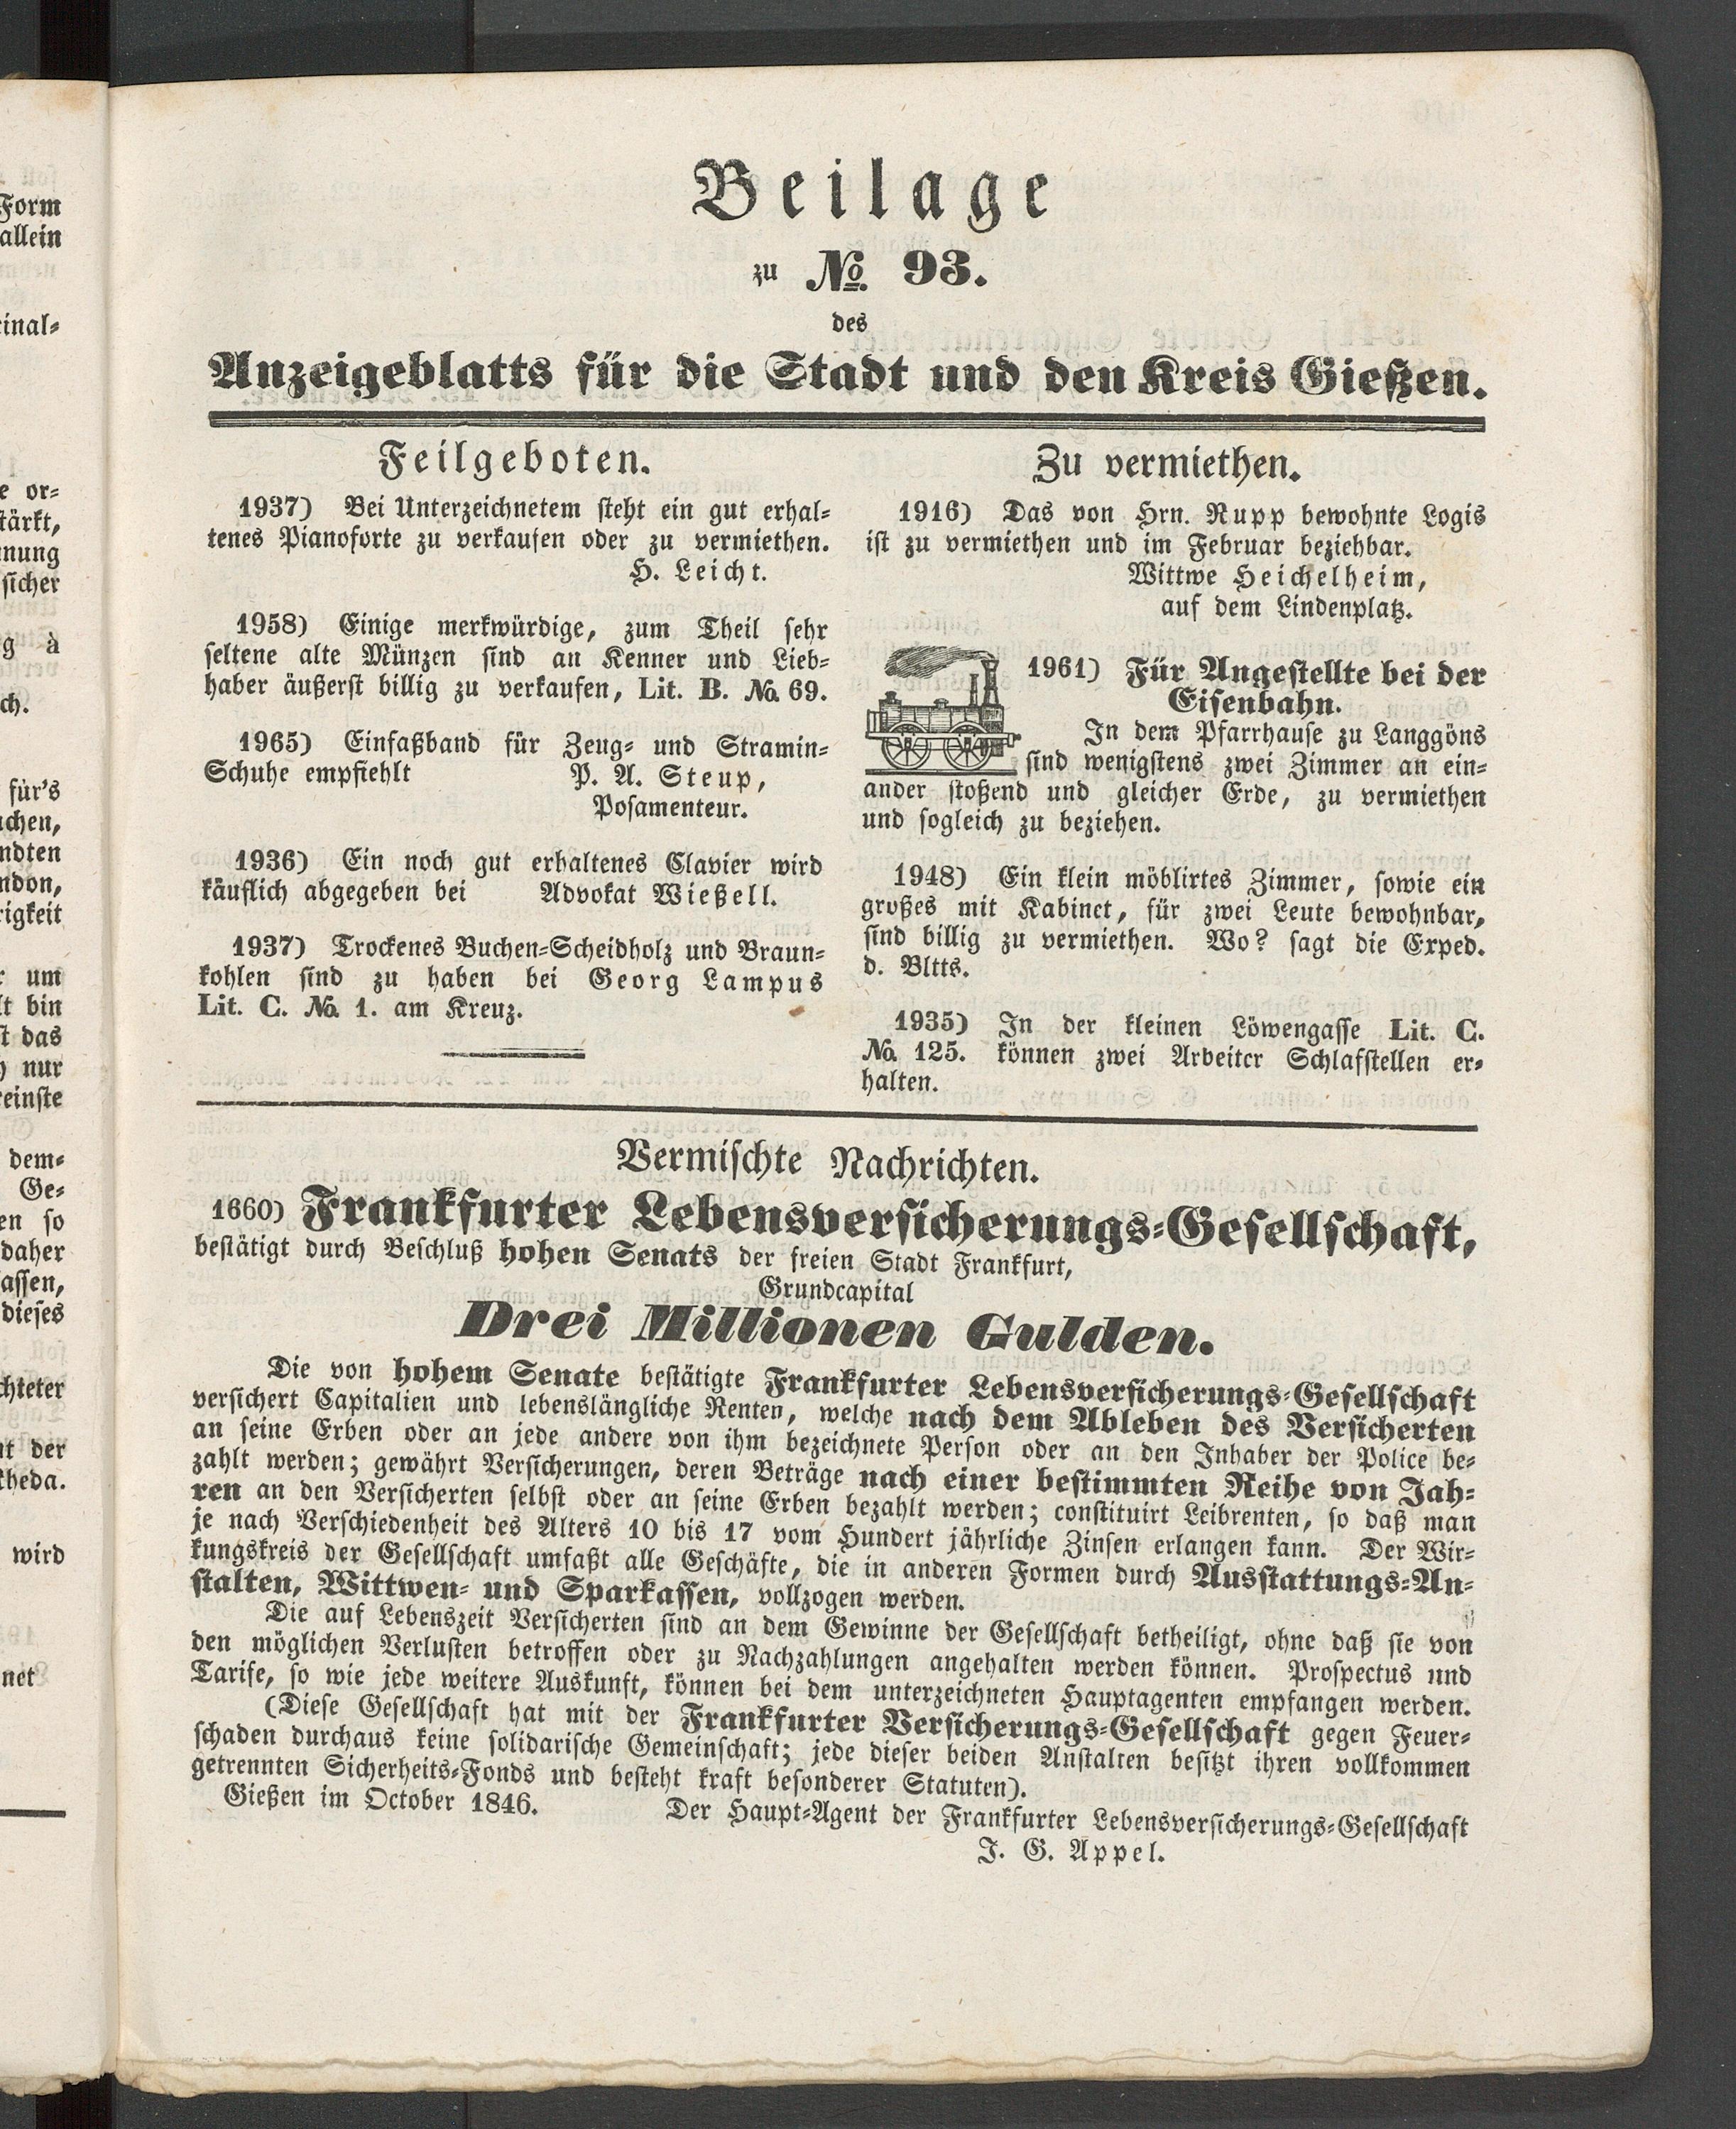 Beilage
zu № 93.
des
Anzeigeblatts für die Stadt und den Kreis Gießen.
Feilgeboten.
1937) Bei Unterzeichnetem steht ein gut erhal-
tenes Pianoforte zu verkaufen oder zu vermiethen.
H. Leicht.
1958) Einige merkwürdige, zum Theil sehr
seltene alte Münzen sind an Kenner und Lieb-
haber äußerst billig zu verkaufen, Lit. B. No. 69.
1965) Einfaßband für Zeug- und Stramin-
Schuhe empfiehlt P. A. Steup,
Posamenteur.
1936) Ein noch gut erhaltenes Clavier wird
käuflich abgegeben bei Advokat Wießell.
1937) Trockenes Buchen-Scheidholz und Braun-
kohlen sind zu haben bei Georg Lampus
Lit. C. No. 1. am Kreuz.
Zu vermiethen.
1916) Das von Hrn. Rupp bewohnte Logis
ist zu vermiethen und im Februar beziehbar.
Wittwe Heichelheim,
auf dem Lindenplatz.
1961) Für Angestellte bei der
Eisenbahn.
In dem Pfarrhause zu Langgöns
sind wenigstens zwei Zimmer an ein-
ander stoßend und gleicher Erde, zu vermiethen
und sogleich zu beziehen.
1948) Ein klein möblirtes Zimmer, sowie ein
großes mit Kabinet, für zwei Leute bewohnbar,
sind billig zu vermiethen. Wo? sagt die Exped.
d. Bltts.
1935) In der kleinen Löwengasse Lit. C.
No. 125. können zwei Arbeiter Schlafstellen er-
halten.
Vermischte Nachrichten.
1660) Frankfurter Lebensversicherungs-Gesellschaft,
bestätigt durch Beschluß hohen Senats der freien Stadt Frankfurt,
Grundcapital
Drei Millionen Gulden.
Die von hohem Senate bestätigte Frankfurter Lebensversicherungs-Gesellschaft
versichert Capitalien und lebenslängliche Renten, welche nach dem Ableben des Versicherten
an seine Erben oder an jede andere von ihm bezeichnete Person oder an den Inhaber der Police be-
zahlt werden; gewährt Versicherungen, deren Beträge nach einer bestimmten Reihe von Jah-
ren an den Versicherten selbst oder an seine Erben bezahlt werden; constituirt Leibrenten, so daß man
je nach Verschiedenheit des Alters 10 bis 17 vom Hundert jährliche Zinsen erlangen kann. Der Wir-
kungskreis der Gesellschaft umfaßt alle Geschäfte, die in anderen Formen durch Ausstattungs-An-
stalten, Wittwen- und Sparkassen, vollzogen werden.
Die auf Lebenszeit Versicherten sind an dem Gewinne der Gesellschaft betheiligt, ohne daß sie von
den möglichen Verlusten betroffen oder zu Nachzahlungen angehalten werden können. Prospectus und
Tarife, so wie jede weitere Auskunft, können bei dem unterzeichneten Hauptagenten empfangen werden.
(Diese Gesellschaft hat mit der Frankfurter Versicherungs-Gesellschaft gegen Feuer-
schaden durchaus keine solidarische Gemeinschaft; jede dieser beiden Anstalten besitzt ihren vollkommen
getrennten Sicherheits-Fonds und besteht kraft besonderer Statuten).
Gießen im October 1846. Der Haupt-Agent der Frankfurter Lebensversicherungs-Gesellschaft
J. G. Appel.